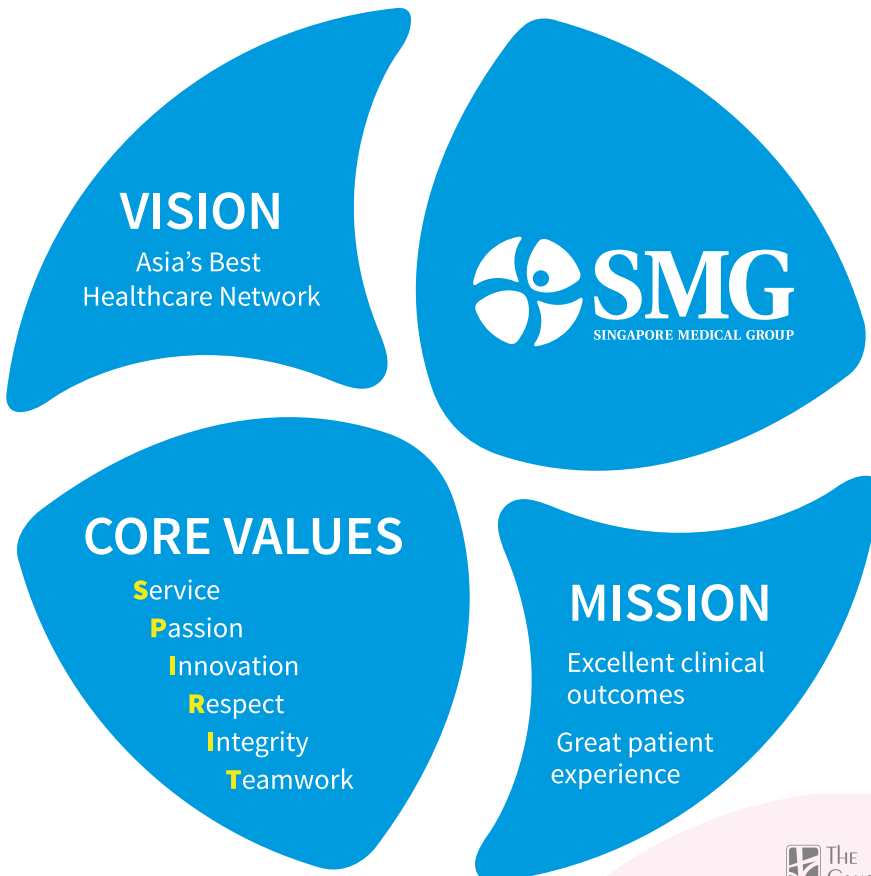 VISION
Asia's Best
Healthcare Network
SMG
SINGAPORE MEDICAL GROUP
CORE VALUES
Service
Passion
Innovation
Respect
Integrity
Teamwork
MISSION
Excellent clinical
outcomes
Great patient
experience
THE